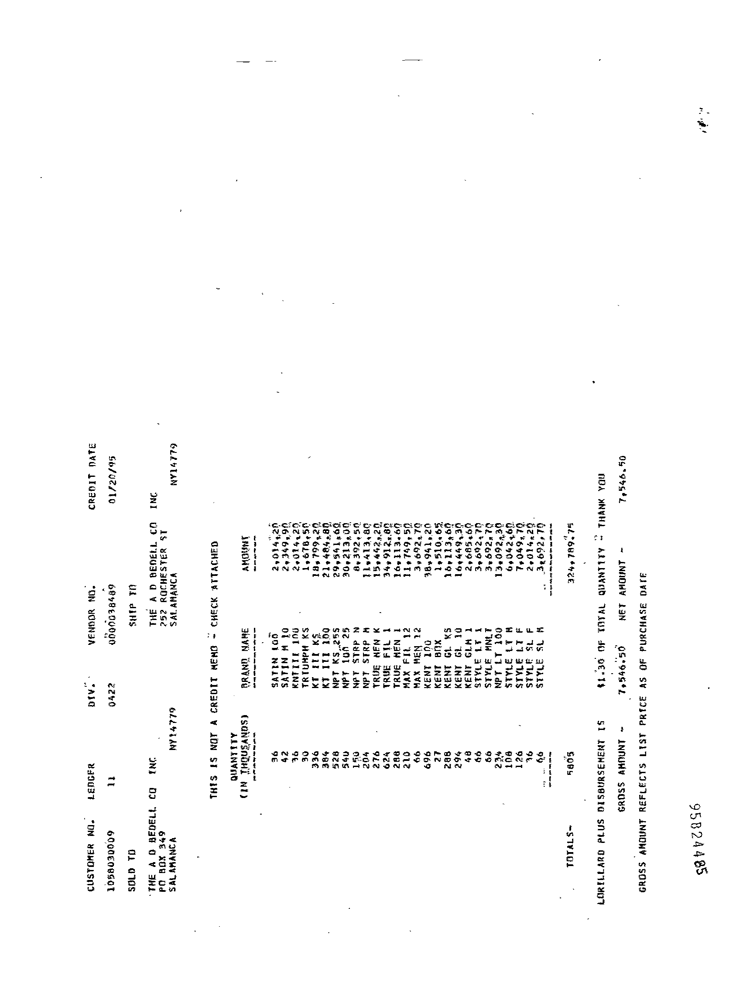 CUSTOMER NO. LEDGER DIV. VENDOR NO. CREDIT DATE
1058030009 11 0422 0000038489 01/20/95
SOLD TO SHIP TO
THE A D BEDELL CO INC THE A D BEDELL CO INC
PO BOX 349 252 ROCHESTER ST
SALAMANCA NY14779 SALAMANCA NY14779
THIS IS NOT A CREDIT MEMO - CHECK ATTACHED
QUANTITY
(IN THOUSANDS) BRAND NAME AMOUNT
36 SATIN 100 2,014.20
42 SATIN M 10 2,349.90
36 KNTIII 100 2,014.20
30 TRIUMPH KS 1,678.50
336 KT III KS 18,799.20
384 KT III 100 21,484.80
528 NPT KS 25S 29,541.60
540 NPT 100 25 30,213.00
150 NPT STRP N 8,392.50
204 NPT STRP M 11,413.80
276 TRUE MEN K 15,442.20
624 TRUE FIL 1 34,912.80
288 TRUE MEN 1 16,113.60
210 MAX FIL 12 11,749.50
66 MAX MEN 12 3,692.70
696 KENT 100 38,941.20
27 KENT BOX 1,510.65
288 KENT GL KS 16,113.60
294 KENT GL 10 16,449.30
48 KENT GLM 1 2,685.60
66 STYLE LT 1 3,692.70
66 STYLE MNL1 3,692.70
234 NPT LT 100 13,092.30
108 STYLE LT M 6,042.60
126 STYLE LT F 7,049.70
36 STYLE SL F 2,014.20
66 STYLE SL M 3,692.70
TOTALS- 5805 324,789.75
LORILLARD PLUS DISBURSEMENT IS $1.30 OF TOTAL QUANTITY - THANK YOU
GROSS AMOUNT - 7,546.50 NET AMOUNT - 7,546.50
GROSS AMOUNT REFLECTS LIST PRICE AS OF PURCHASE DATE
95824485